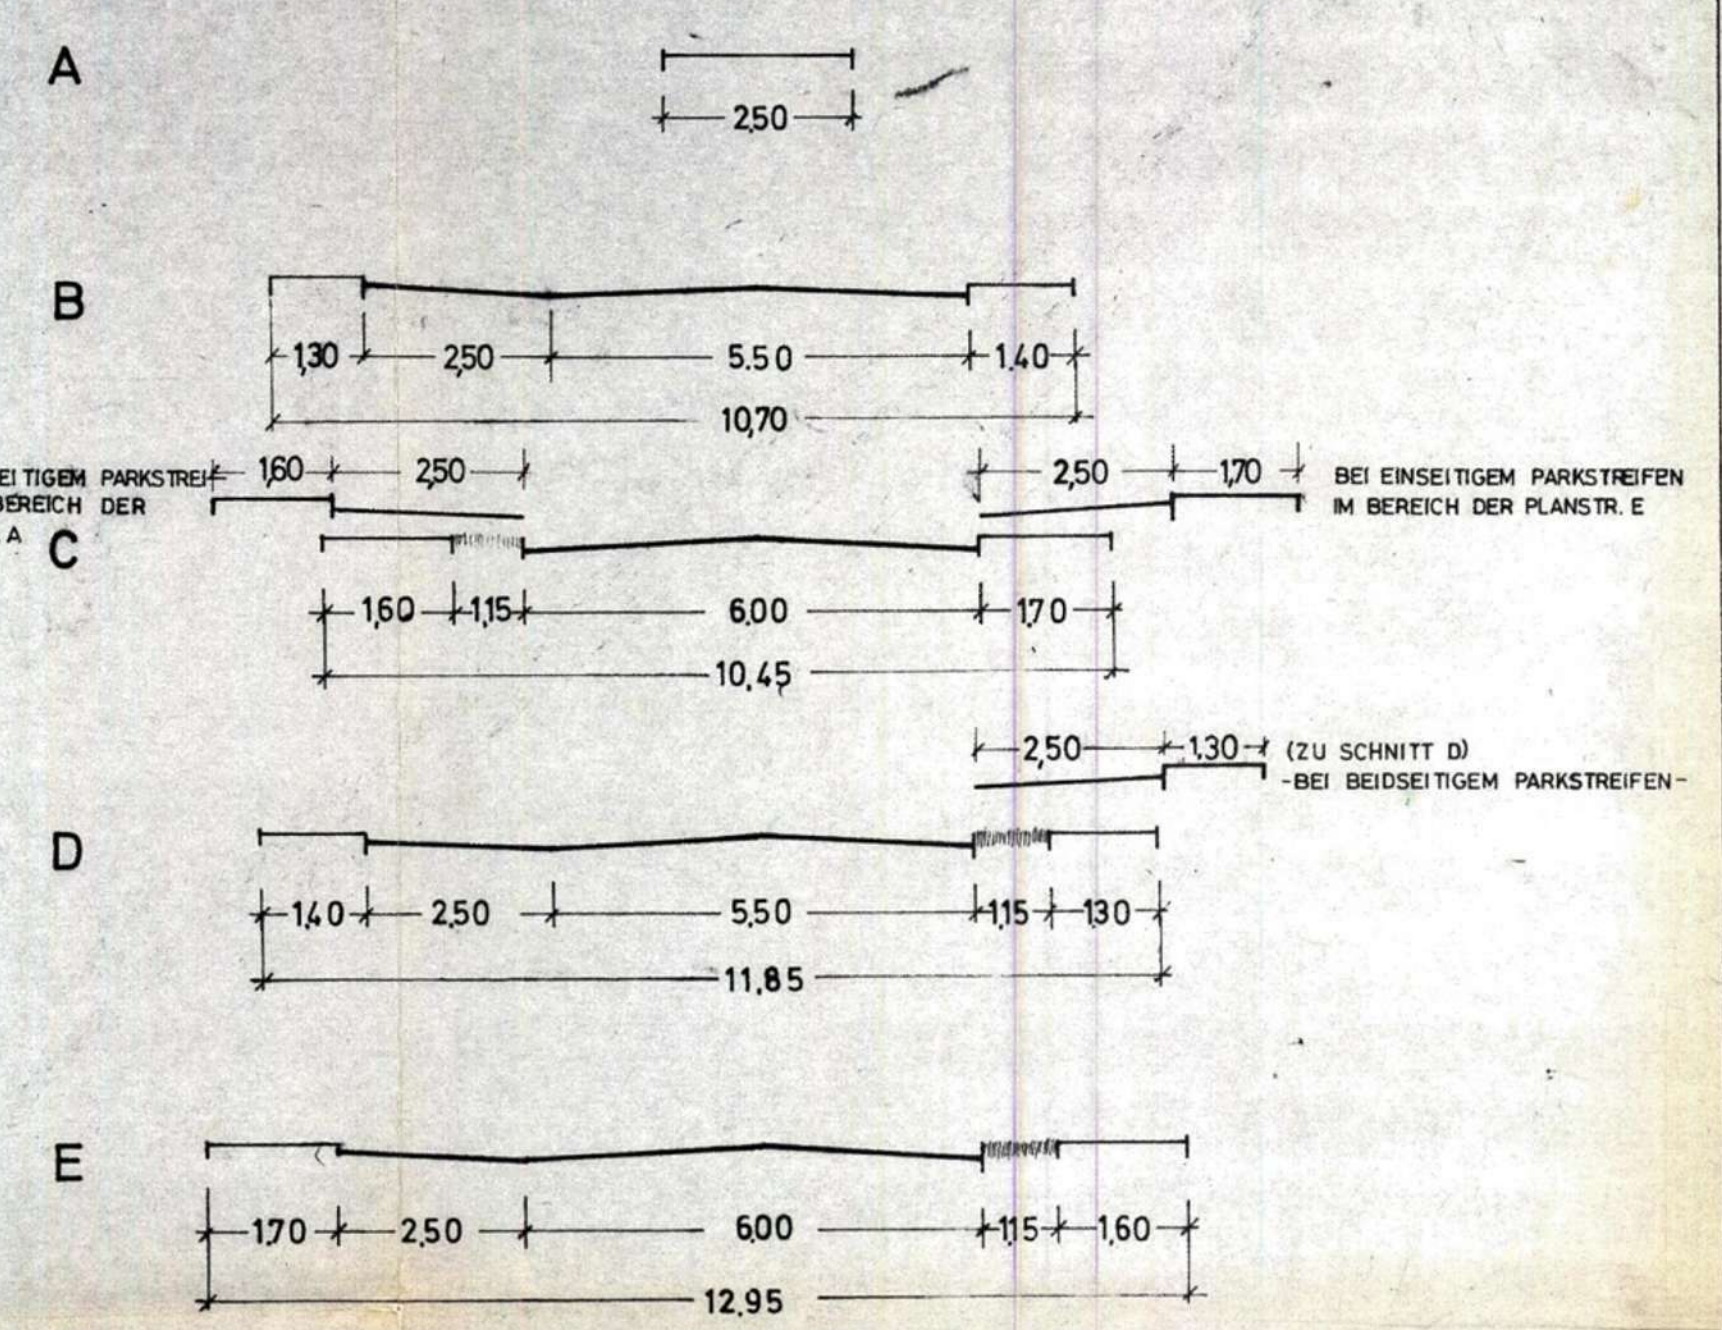 A
2,50
B
1,30 2,50 5.50 1.40
10,70
EITIGEM PARKSTREI 1,60 2,50 2,50 1,70 BEI EINSEITIGEM PARKSTREIFEN
BEREICH DER IM BEREICH DER PLANSTR. E
A
C
1,60 1,15 6,00 1,70
10,45
2,50 1,30 (ZU SCHNITT D)
-BEI BEIDSEITIGEM PARKSTREIFEN-
D
1,40 2,50 5,50 1,15 1,30
11,85
E
1,70 2,50 6,00 1,15 1,60
12,95